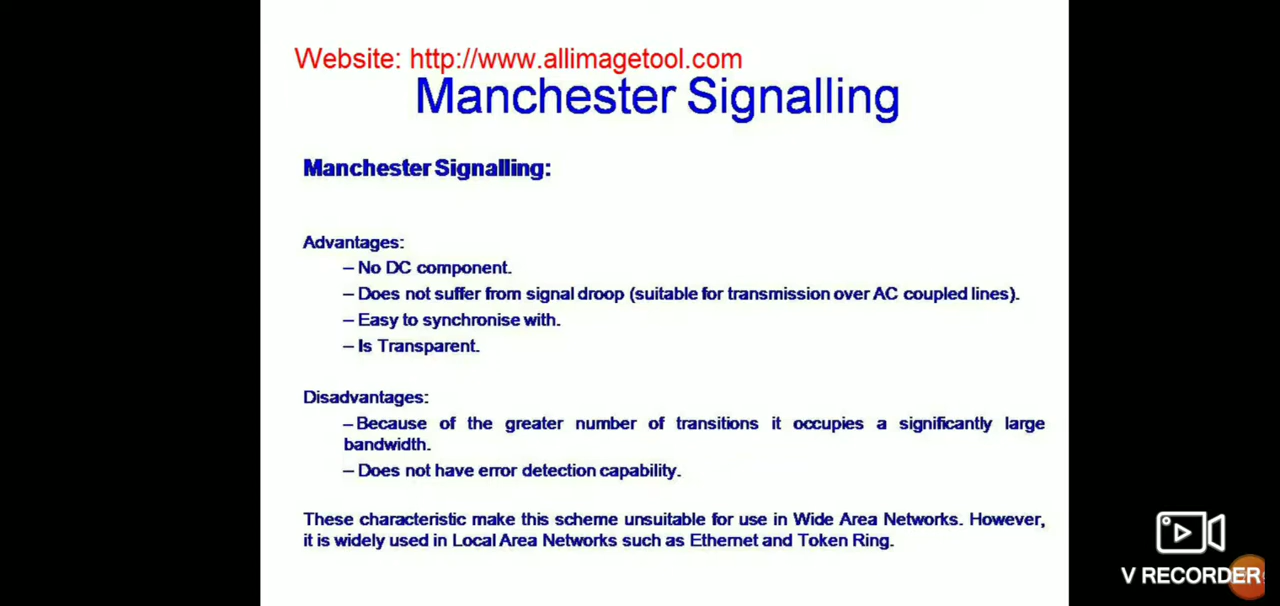 Website: http://www.allimagetool.com
Manchester Signalling
Manchester Signalling:
Advantages:
– No DC component.
– Does not suffer from signal droop (suitable for transmission over AC coupled lines).
– Easy to synchronise with.
– Is Transparent.
Disadvantages:
– Because of the greater number of transitions it occupies a significantly large
bandwidth.
– Does not have error detection capability.
These characteristic make this scheme unsuitable for use in Wide Area Networks. However,
it is widely used in Local Area Networks such as Ethernet and Token Ring.
V RECORDER